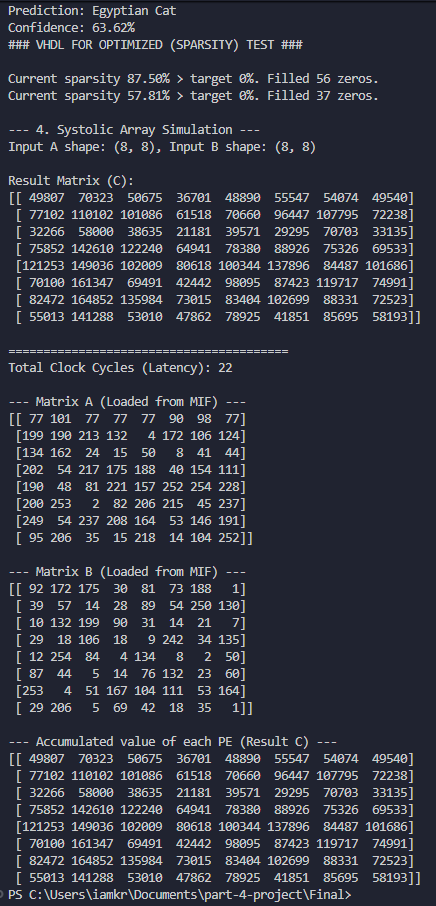 Prediction: Egyptian Cat
Confidence: 63.62%
### VHDL FOR OPTIMIZED (SPARSITY) TEST ###
Current sparsity 87.50% > target 0%. Filled 56 zeros.
Current sparsity 57.81% > target 0%. Filled 37 zeros.
--- 4. Systolic Array Simulation ---
Input A shape: (8, 8), Input B shape: (8, 8)
Result Matrix (C):
[[ 49807  70323  50675  36701  48890  55547  54074  49540]
 [ 77102 110102 101086  61518  70660  96447 107795  72238]
 [ 32266  58000  38635  21181  39571  29295  70703  33135]
 [ 75852 142610 122240  64941  78380  88926  75326  69533]
 [121253 149036 102009  80618 100344 137896  84487 101686]
 [ 70100 161347  69491  42442  98095  87423 119717  74991]
 [ 82472 164852 135984  73015  83404 102699  88331  72523]
 [ 55013 141288  53010  47862  78925  41851  85695  58193]]
========================================
Total Clock Cycles (Latency): 22
--- Matrix A (Loaded from MIF) ---
[[ 77 101  77  77  77  90  98  77]
 [199 190 213 132   4 172 106 124]
 [134 162  24  15  50   8  41  44]
 [202  54 217 175 188  40 154 111]
 [190  48  81 221 157 252 254 228]
 [200 253   2  82 206 215  45 237]
 [249  54 237 208 164  53 146 191]
 [ 95 206  35  15 218  14 104 252]]
--- Matrix B (Loaded from MIF) ---
[[ 92 172 175  30  81  73 188   1]
 [ 39  57  14  28  89  54 250 130]
 [ 10 132 199  90  31  14  21   7]
 [ 29  18 106  18   9 242  34 135]
 [ 12 254  84   4 134   8   2  50]
 [ 87  44   5  14  76 132  23  60]
 [253   4  51 167 104 111  53 164]
 [ 29 206   5  69  42  18  35   1]]
--- Accumulated value of each PE (Result C) ---
[[ 49807  70323  50675  36701  48890  55547  54074  49540]
 [ 77102 110102 101086  61518  70660  96447 107795  72238]
 [ 32266  58000  38635  21181  39571  29295  70703  33135]
 [ 75852 142610 122240  64941  78380  88926  75326  69533]
 [121253 149036 102009  80618 100344 137896  84487 101686]
 [ 70100 161347  69491  42442  98095  87423 119717  74991]
 [ 82472 164852 135984  73015  83404 102699  88331  72523]
 [ 55013 141288  53010  47862  78925  41851  85695  58193]]
PS C:\Users\iamkr\Documents\part-4-project\Final>